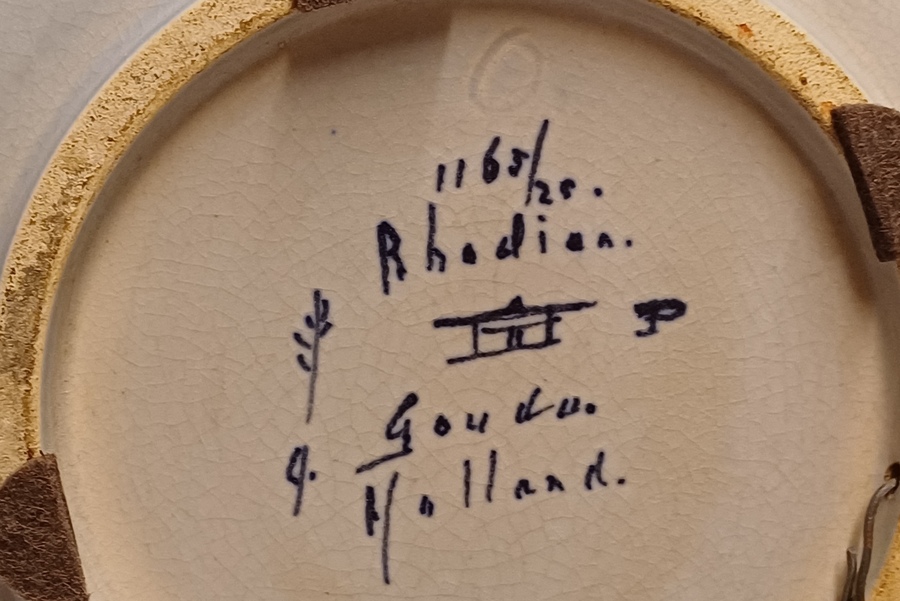 1165/25.
Rhodian.
Gouda.
Holland.